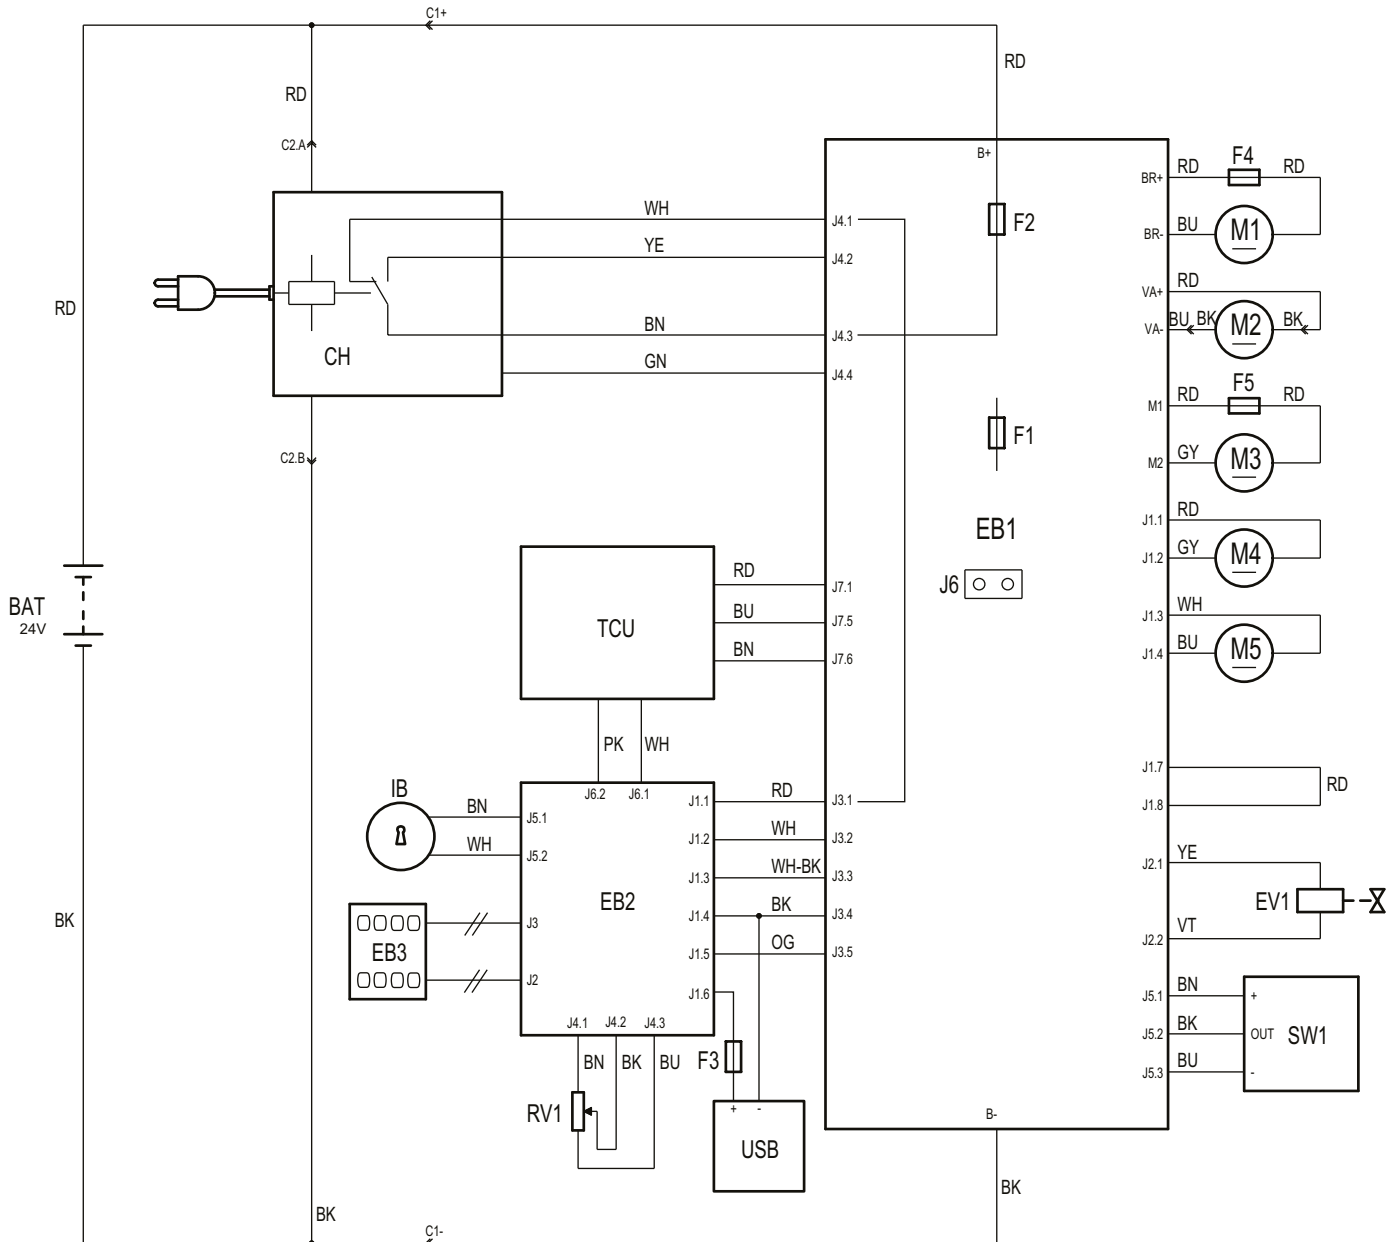 C1+
RD
RD
C2.A
B+
F4
RD
RD
BR+
WH
J4.1
F2
BU
M1
BR-
YE
J4.2
RD
VA+
RD
BN
J4.3
BU
BK
M2
BK
VA-
CH
GN
J4.4
F5
RD
RD
M1
F1
C2.B
GY
M3
M2
RD
J1.1
EB1
GY
M4
J1.2
BAT
24V
RD
J7.1
J6
WH
J1.3
TCU
BU
J7.5
BN
J7.6
BU
M5
J1.4
PK
WH
J1.7
RD
J1.8
IB
J6.2
J6.1
BN
J5.1
J1.1
RD
J3.1
WH
J5.2
J1.2
WH
J3.2
J1.3
WH-BK
J3.3
YE
J2.1
EB2
EV1
BK
J3
J1.4
BK
J3.4
EB3
VT
J2.2
J2
J1.5
OG
J3.5
J1.6
BN
J5.1
+
J4.1
J4.2
J4.3
BK
J5.2
OUT
SW1
BN
BK
BU
F3
BU
J5.3
-
RV1
+
-
B-
USB
BK
BK
C1-